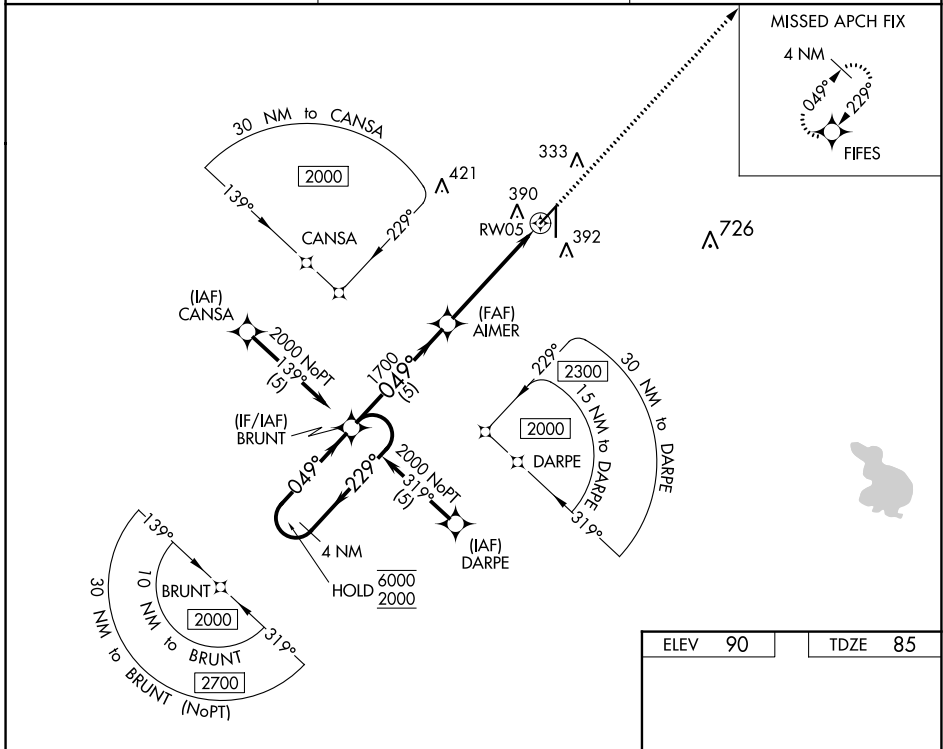 MISSED APCH FIX
4 NM
049°
229°
FIFES
30 NM to CANSA
2000
139°
229°
CANSA
421
333
390
RW05
392
726
(IAF)
CANSA
2000 NoPT
139°
(5)
(FAF)
AIMER
1700
049°
(5)
(IF/IAF)
BRUNT
049°
229°
4 NM
HOLD 6000
2000
2000 NoPT
319°
(5)
(IAF)
DARPE
229°
2300
30 NM to DARPE
15 NM to DARPE
2000
DARPE
319°
139°
BRUNT
2000
10 NM to BRUNT
319°
2700
30 NM to BRUNT (NoPT)
ELEV 90
TDZE 85